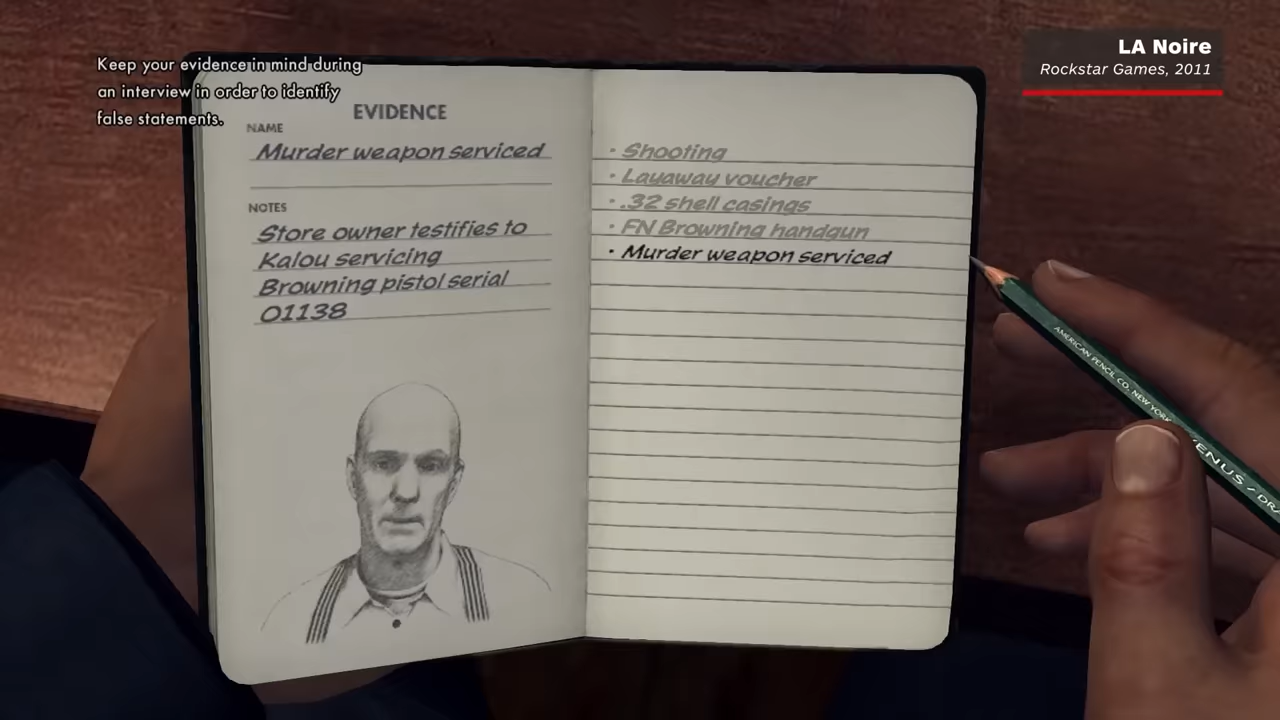 LA Noire
Rockstar Games, 2011
Keep your evidence in mind during
an interview in order to identify
false statements.
EVIDENCE
NAME
Murder weapon serviced
NOTES
Store owner testifies to
Kalou servicing
Browning pistol serial
01138
· Shooting
· Layaway voucher
· .32 shell casings
· FN Browning handgun
· Murder weapon serviced
AMERICAN PENCIL CO. NEW YORK
VENUS / DRA